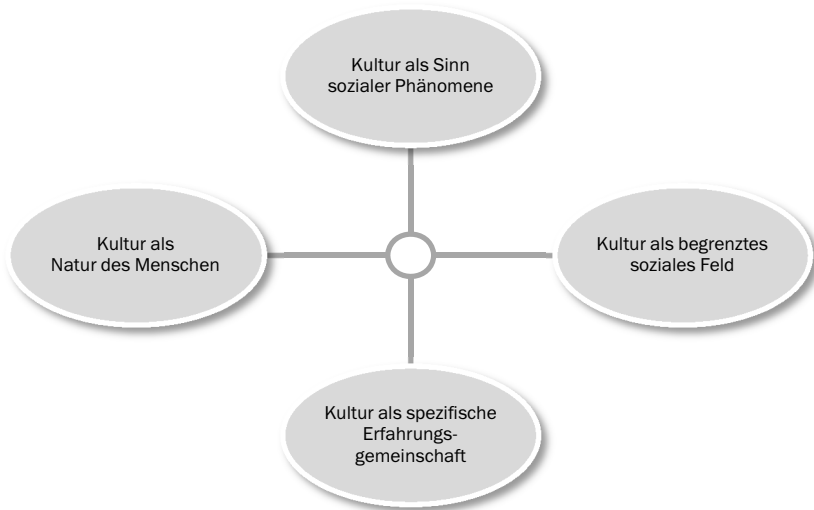 Kultur als Sinn
sozialer Phänomene
Kultur als
Natur des Menschen
Kultur als begrenztes
soziales Feld
Kultur als spezifische
Erfahrungs-
gemeinschaft